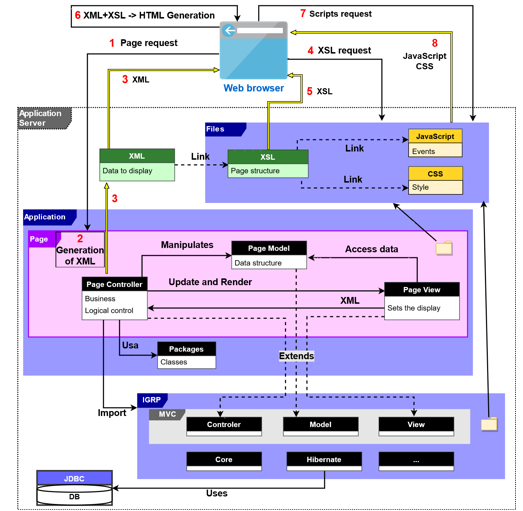 6 XML+XSL -> HTML Generation
7 Scripts request
1 Page request
4 XSL request
8
JavaScript
CSS
3 XML
Web browser
5 XSL
Application
Server
Files
XML
Data to display
Link
XSL
Page structure
Link
Link
JavaScript
Events
CSS
Style
3
Application
Page
2
Generation
of XML
Manipulates
Page Model
Data structure
Access data
Page Controller
Business
Logical control
Update and Render
XML
Page View
Sets the display
Usa
Packages
Classes
Extends
Import
IGRP
MVC
Controler
Model
View
Core
Hibernate
...
JDBC
DB
Uses